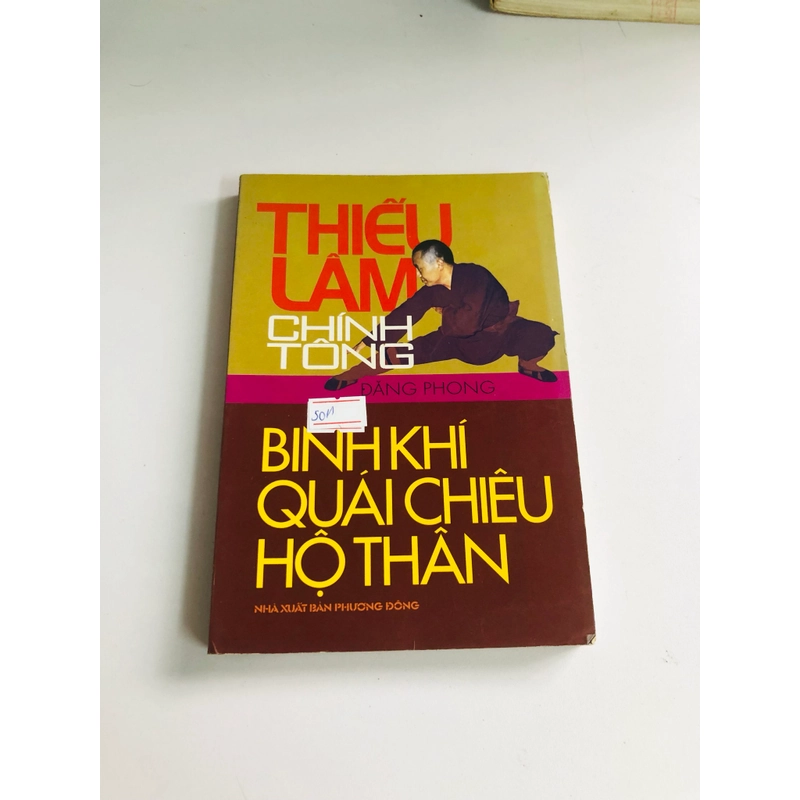 THIẾU
LÂM
CHÍNH
TÔNG
ĐĂNG PHONG
BINH KHÍ
QUÁI CHIÊU
HỘ THÂN
NHÀ XUẤT BẢN PHƯƠNG ĐÔNG